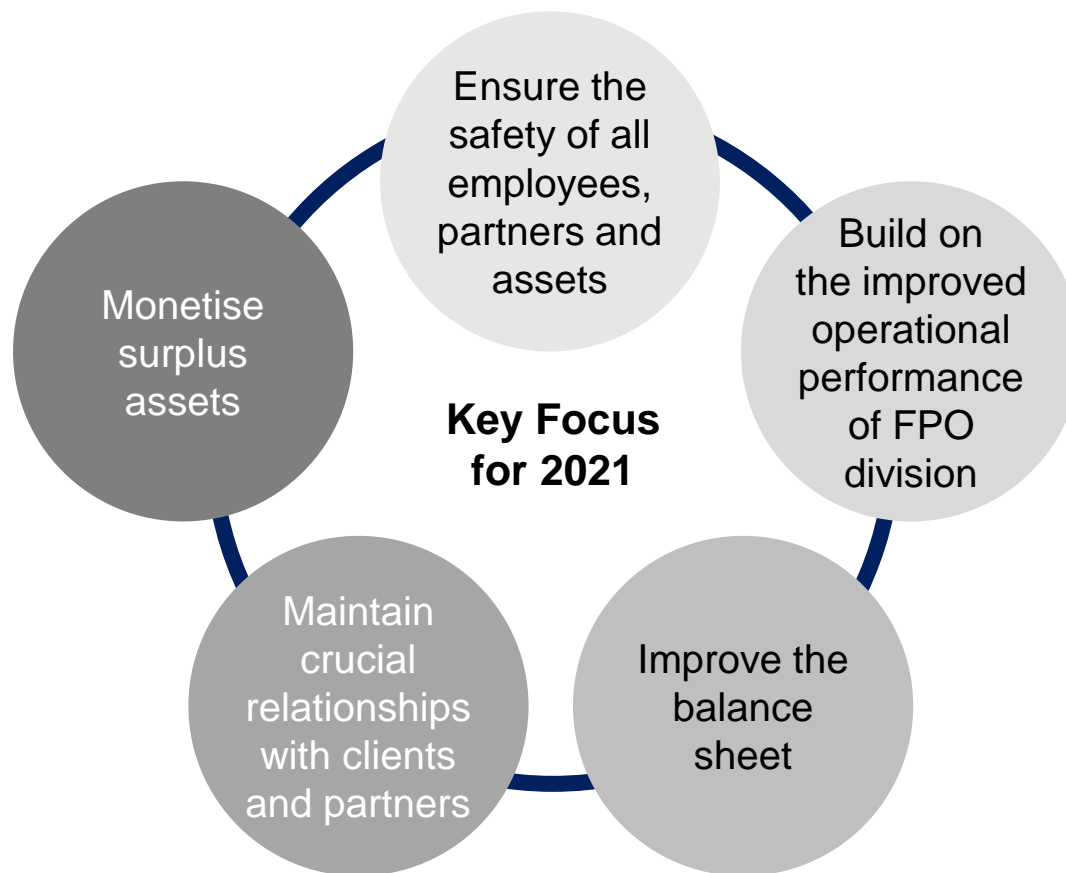 Ensure the
safety of all
employees,
partners and
assets
Build on
the improved
operational
performance
of FPO
division
Improve the
balance
sheet
Maintain
crucial
relationships
with clients
and partners
Monetise
surplus
assets
Key Focus
for 2021